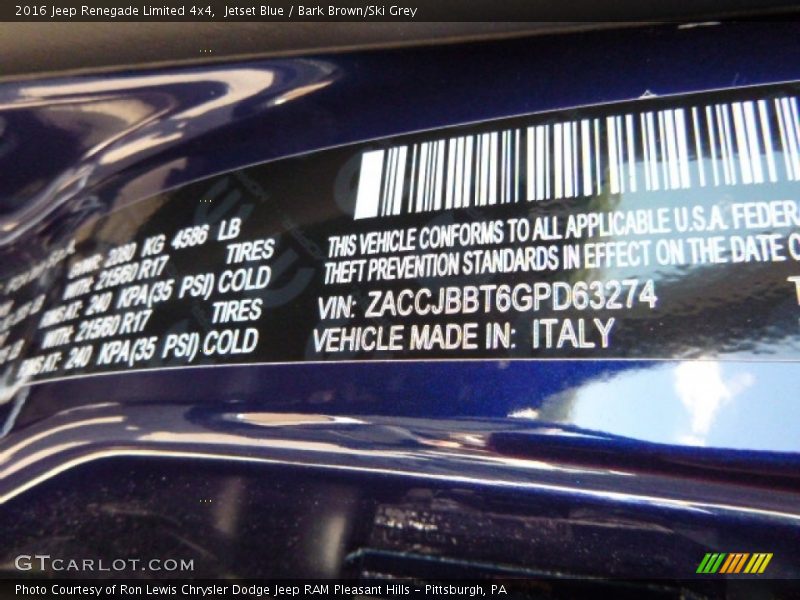 2016 Jeep Renegade Limited 4x4,  Jetset Blue / Bark Brown/Ski Grey
2080 KG 4586 LB
WITH: 215/60 R17 TIRES
AT: 240 KPA(35 PSI) COLD
WITH: 215/60 R17 TIRES
AT: 240 KPA(35 PSI) COLD
THIS VEHICLE CONFORMS TO ALL APPLICABLE U.S.A. FEDER
THEFT PREVENTION STANDARDS IN EFFECT ON THE DATE
VIN: ZACCJBBT6GPD63274
VEHICLE MADE IN: ITALY
GTCARLOT.COM
Photo Courtesy of Ron Lewis Chrysler Dodge Jeep RAM Pleasant Hills - Pittsburgh, PA